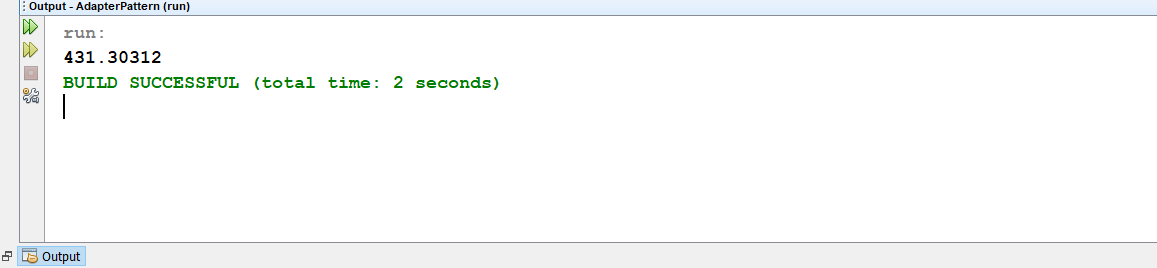 Output - AdapterPattern (run)
run:
431.30312
BUILD SUCCESSFUL (total time: 2 seconds)
Output